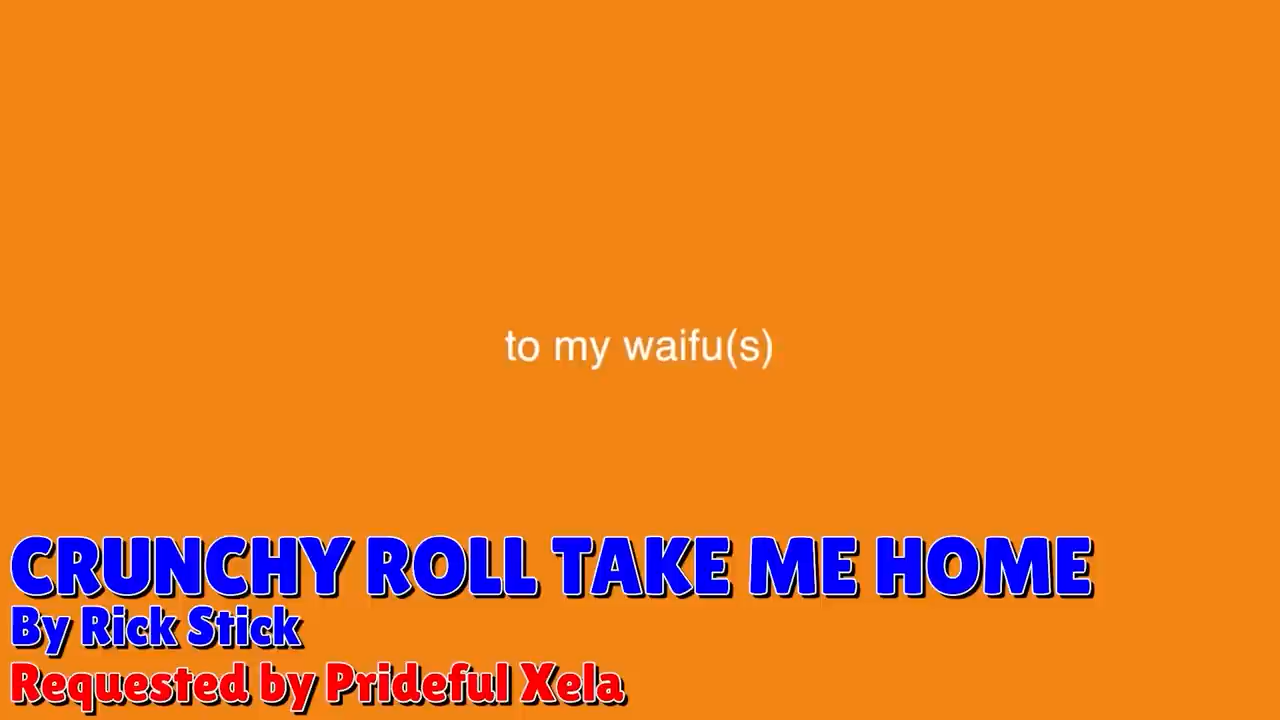 to my waifu(s)
CRUNCHY ROLL TAKE ME HOME
By Rick Stick
Requested by Prideful Xela